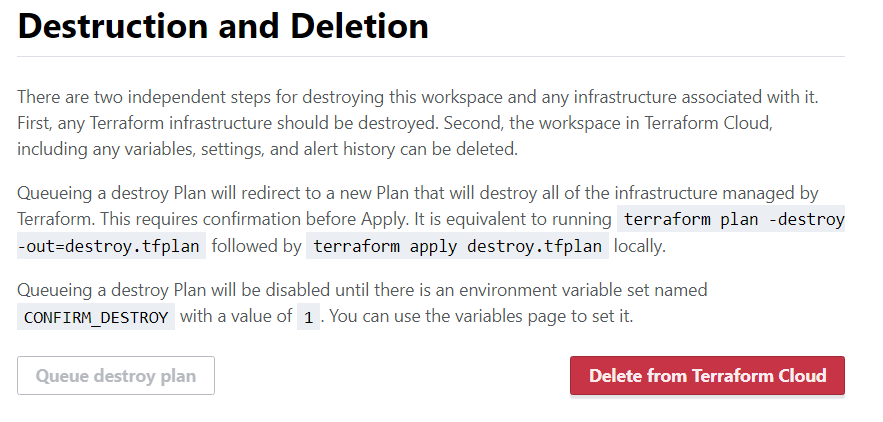 Destruction and Deletion
There are two independent steps for destroying this workspace and any infrastructure associated with it.
First, any Terraform infrastructure should be destroyed. Second, the workspace in Terraform Cloud,
including any variables, settings, and alert history can be deleted.
Queueing a destroy Plan will redirect to a new Plan that will destroy all of the infrastructure managed by
Terraform. This requires confirmation before Apply. It is equivalent to running terraform plan -destroy
-out=destroy.tfplan followed by terraform apply destroy.tfplan locally.
Queueing a destroy Plan will be disabled until there is an environment variable set named
CONFIRM_DESTROY with a value of 1 . You can use the variables page to set it.
Queue destroy plan
Delete from Terraform Cloud